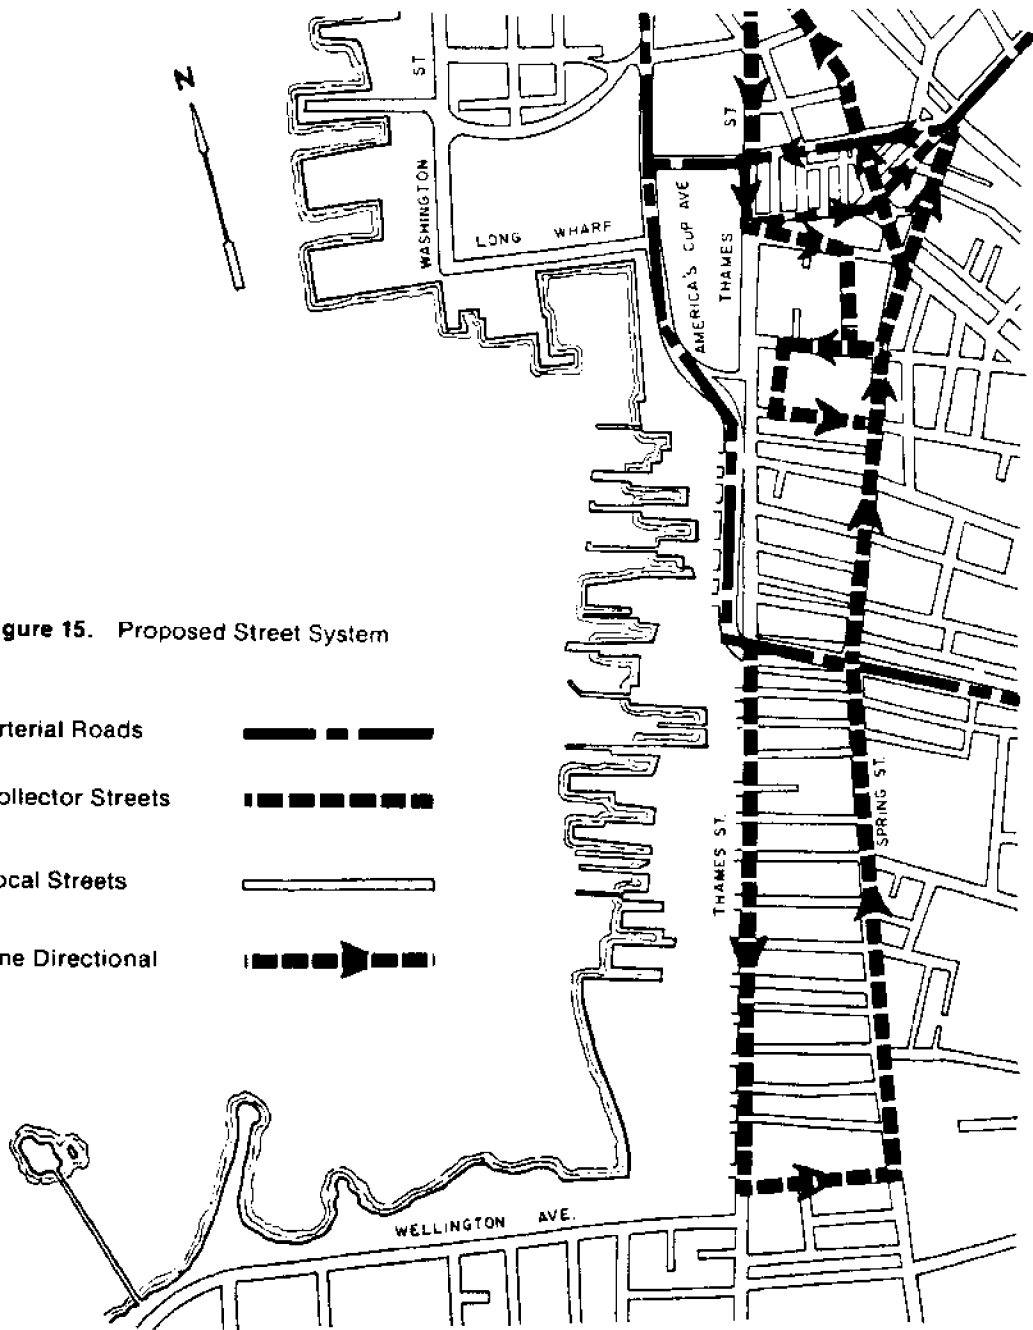 N
ST
WASHINGTON
LONG WHARF
AMERICA'S CUP AVE
THAMES
ST
gure 15. Proposed Street System
rterial Roads
ollector Streets
ocal Streets
ne Directional
THAMES ST.
SPRING ST.
WELLINGTON AVE.